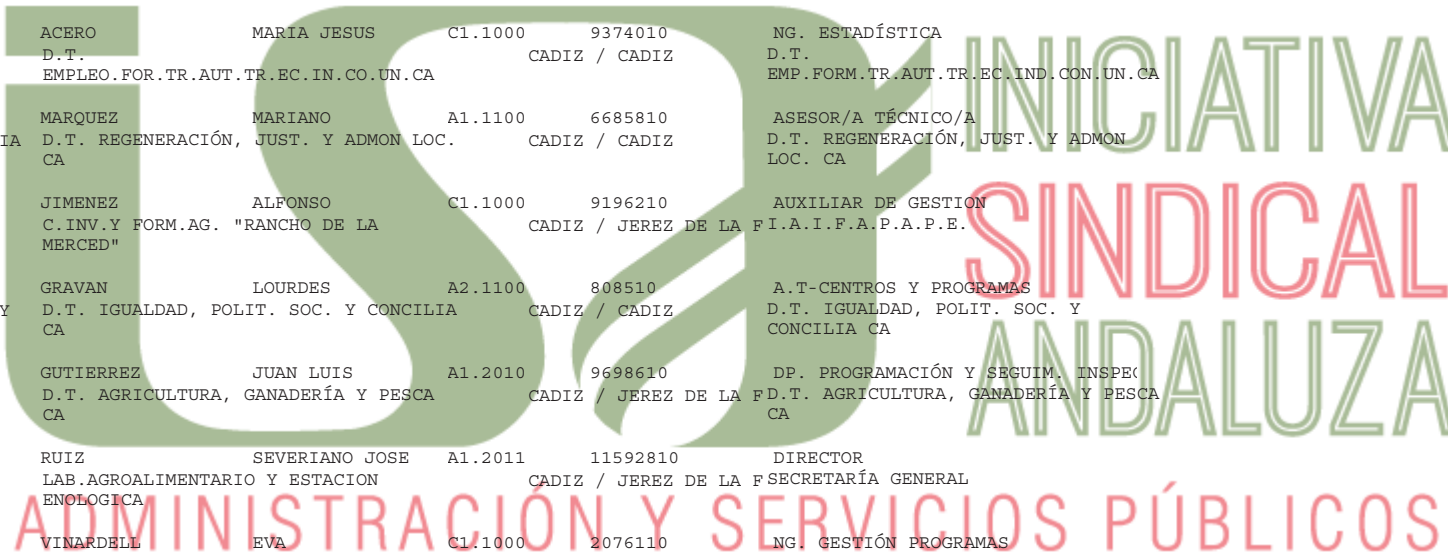 ACERO MARIA JESUS C1.1000 9374010 NG. ESTADÍSTICA
D.T. CADIZ / CADIZ D.T.
EMPLEO.FOR.TR.AUT.TR.EC.IN.CO.UN.CA EMP.FORM.TR.AUT.TR.EC.IND.CON.UN.CA
MARQUEZ MARIANO A1.1100 6685810 ASESOR/A TÉCNICO/A
IA D.T. REGENERACIÓN, JUST. Y ADMON LOC. CADIZ / CADIZ D.T. REGENERACIÓN, JUST. Y ADMON
CA LOC. CA
JIMENEZ ALFONSO C1.1000 9196210 AUXILIAR DE GESTION
C.INV.Y FORM.AG. "RANCHO DE LA CADIZ / JEREZ DE LA F I.A.I.F.A.P.A.P.E.
MERCED"
GRAVAN LOURDES A2.1100 808510 A.T-CENTROS Y PROGRAMAS
Y D.T. IGUALDAD, POLIT. SOC. Y CONCILIA CADIZ / CADIZ D.T. IGUALDAD, POLIT. SOC. Y
CA CONCILIA CA
GUTIERREZ JUAN LUIS A1.2010 9698610 DP. PROGRAMACIÓN Y SEGUIM. INSPEC
D.T. AGRICULTURA, GANADERÍA Y PESCA CADIZ / JEREZ DE LA F D.T. AGRICULTURA, GANADERÍA Y PESCA
CA CA
RUIZ SEVERIANO JOSE A1.2011 11592810 DIRECTOR
LAB.AGROALIMENTARIO Y ESTACION CADIZ / JEREZ DE LA F SECRETARÍA GENERAL
ENOLOGICA
VINARDELL EVA C1.1000 2076110 NG. GESTIÓN PROGRAMAS
isa
INICIATIVA
SINDICAL
ANDALUZA
ADMINISTRACIÓN Y SERVICIOS PÚBLICOS